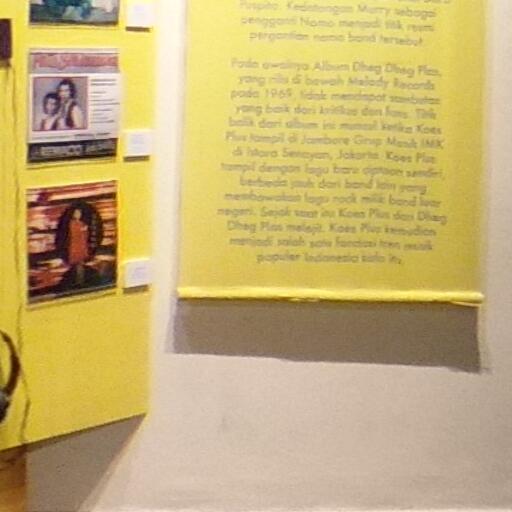 Puspito. Kedatangan Murry sebagai
pengganti Nomo menjadi titik resmi
pergantian nama band tersebut.
Pada awalnya Album Dheg Dheg Plas,
yang rilis di bawah Melody Records
pada 1969, tidak mendapat sambutan
yang baik dari kritikus dan fans. Titik
balik dari album ini muncul ketika Koes
Plus tampil di Jambore Grup Musik IMK
di Istora Senayan, Jakarta. Koes Plus
tampil dengan lagu baru ciptaan sendiri,
berbeda jauh dari band lain yang
membawakan lagu rock milik band luar
negeri. Sejak saat itu Koes Plus dan Dheg
Dheg Plas melejit. Koes Plus kemudian
menjadi salah satu fondasi tren musik
populer Indonesia saat itu.